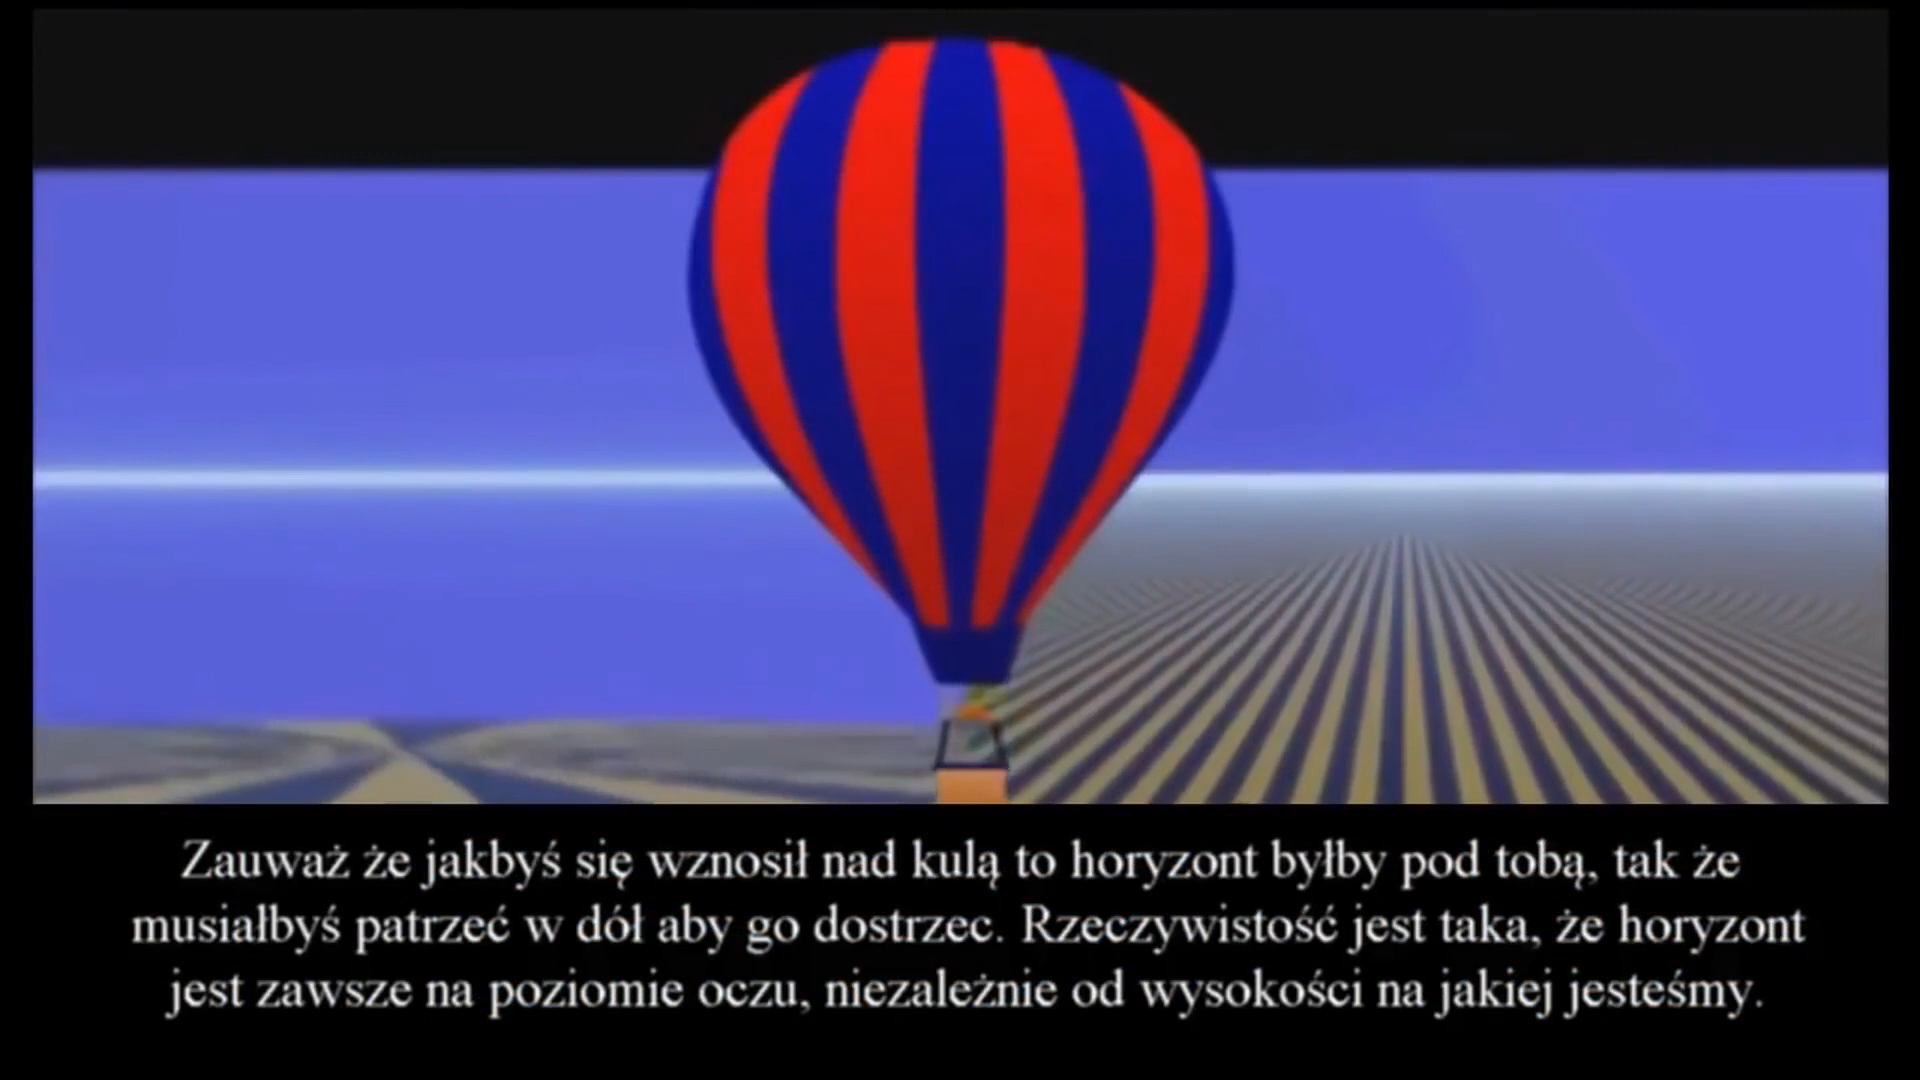 Zauważ że jakbyś się wznosił nad kulą to horyzont byłby pod tobą, tak że
musiałbyś patrzeć w dół aby go dostrzec. Rzeczywistość jest taka, że horyzont
jest zawsze na poziomie oczu, niezależnie od wysokości na jakiej jesteśmy.